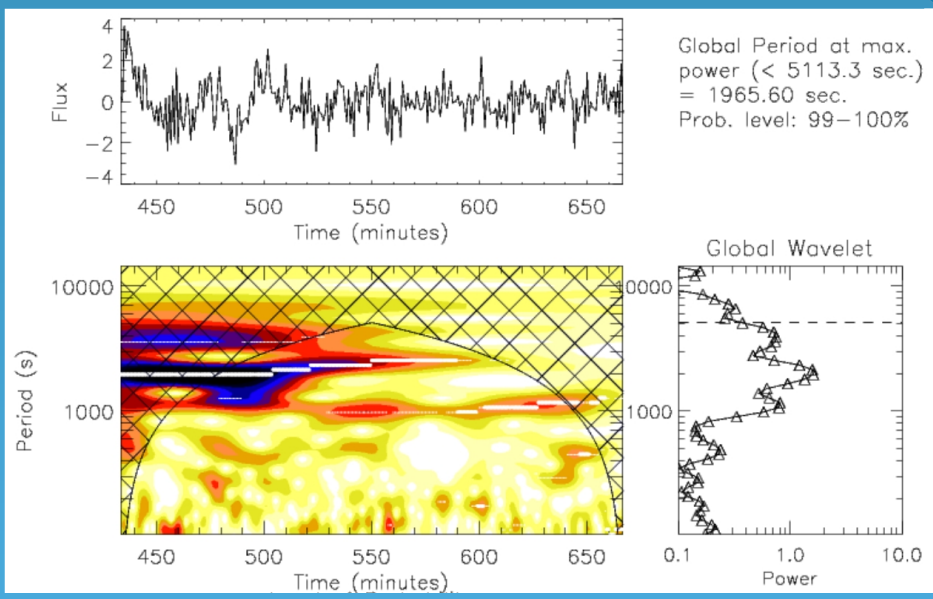 4
2
0
−2
−4
Flux
450 500 550 600 650
Time (minutes)
Global Period at max.
power (< 5113.3 sec.)
= 1965.60 sec.
Prob. level: 99−100%
10000
1000
Period (s)
450 500 550 600 650
Time (minutes)
Global Wavelet
10000
1000
0.1 1.0 10.0
Power